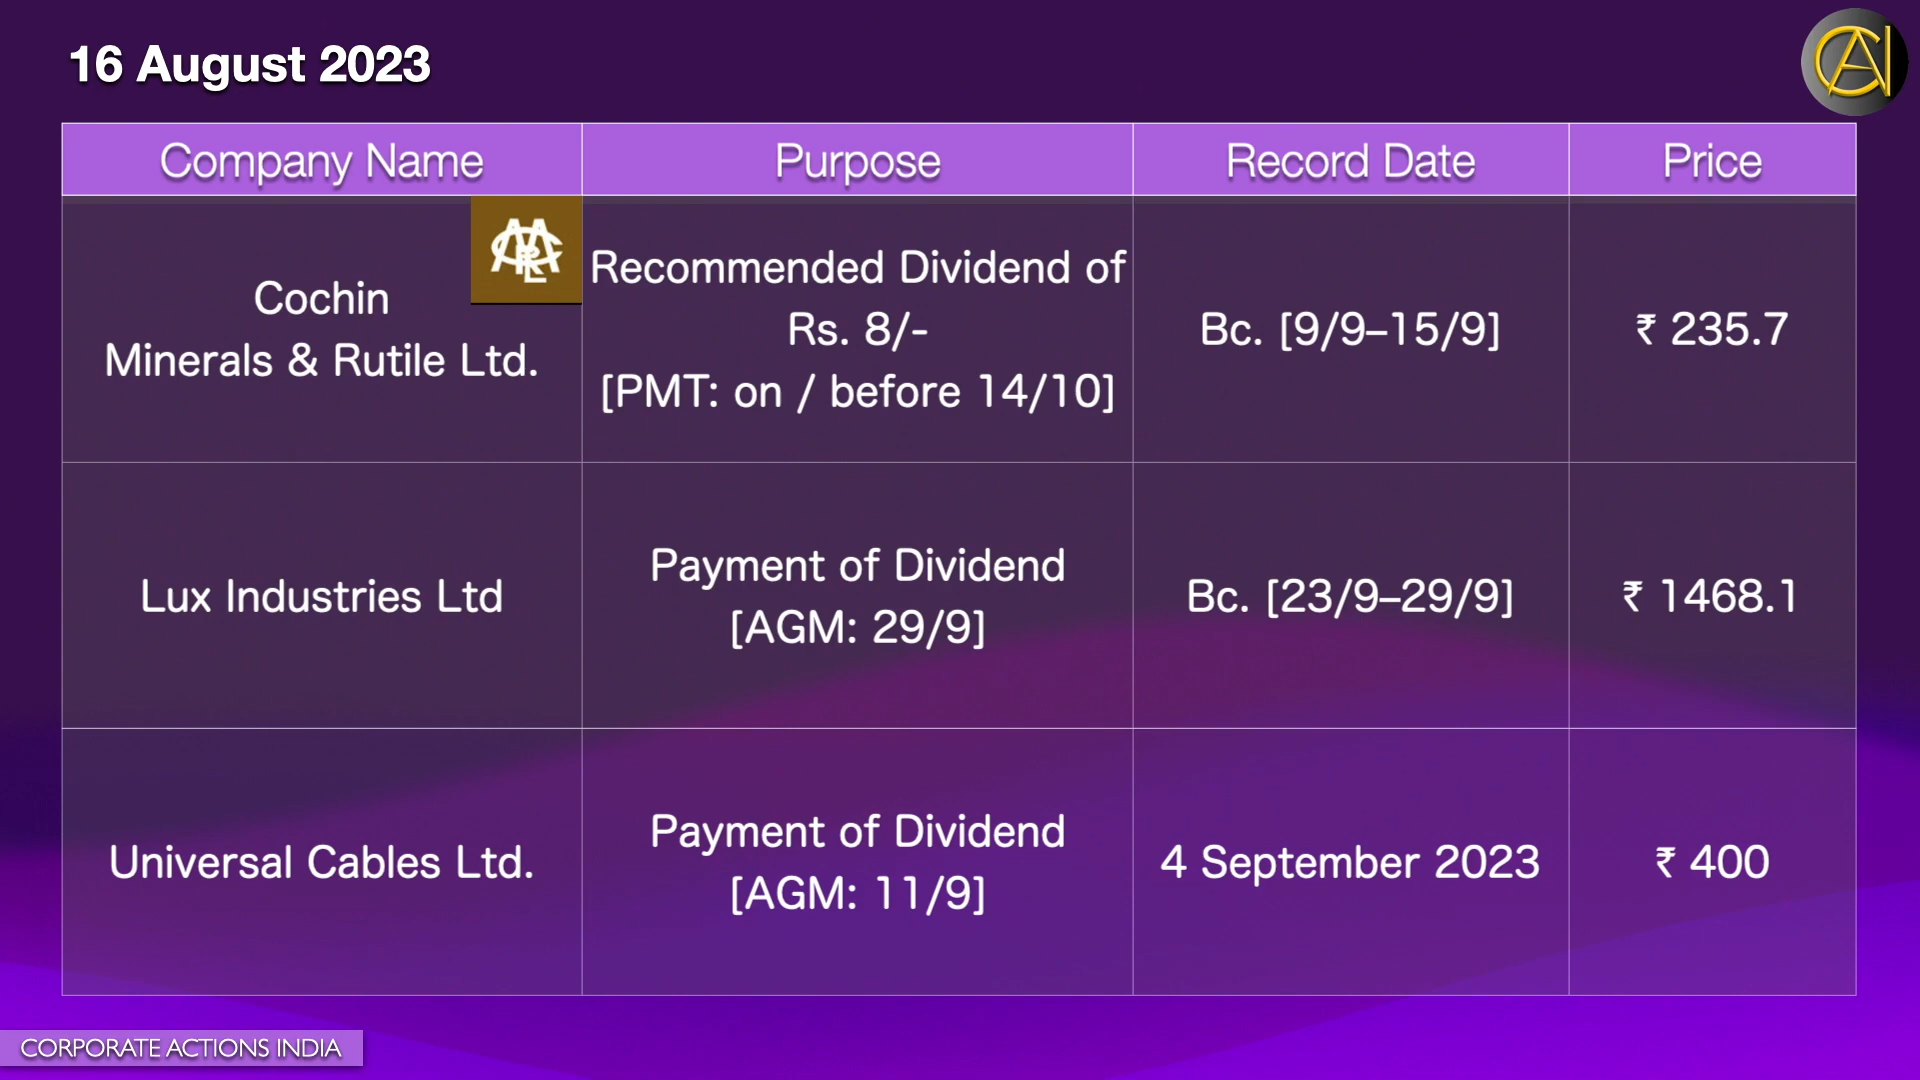 16 August 2023
CAI
Company Name
Purpose
Record Date
Price
Cochin
Minerals & Rutile Ltd.
CMRL
Recommended Dividend of
Rs. 8/-
[PMT: on / before 14/10]
Bc. [9/9–15/9]
₹ 235.7
Lux Industries Ltd
Payment of Dividend
[AGM: 29/9]
Bc. [23/9–29/9]
₹ 1468.1
Universal Cables Ltd.
Payment of Dividend
[AGM: 11/9]
4 September 2023
₹ 400
CORPORATE ACTIONS INDIA